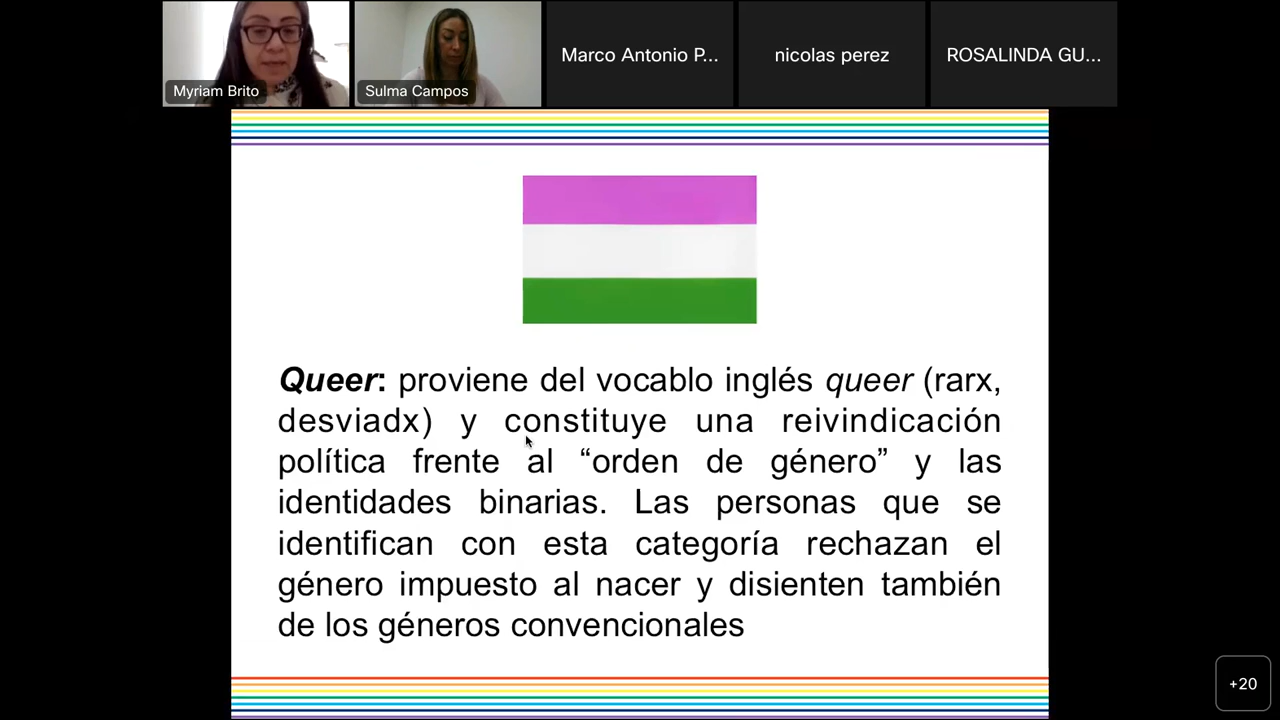 Myriam Brito
Sulma Campos
Marco Antonio P...
nicolas perez
ROSALINDA GU...
Queer: proviene del vocablo inglés queer (rarx,
desviadx) y constituye una reivindicación
política frente al “orden de género” y las
identidades binarias. Las personas que se
identifican con esta categoría rechazan el
género impuesto al nacer y disienten también
de los géneros convencionales
+20